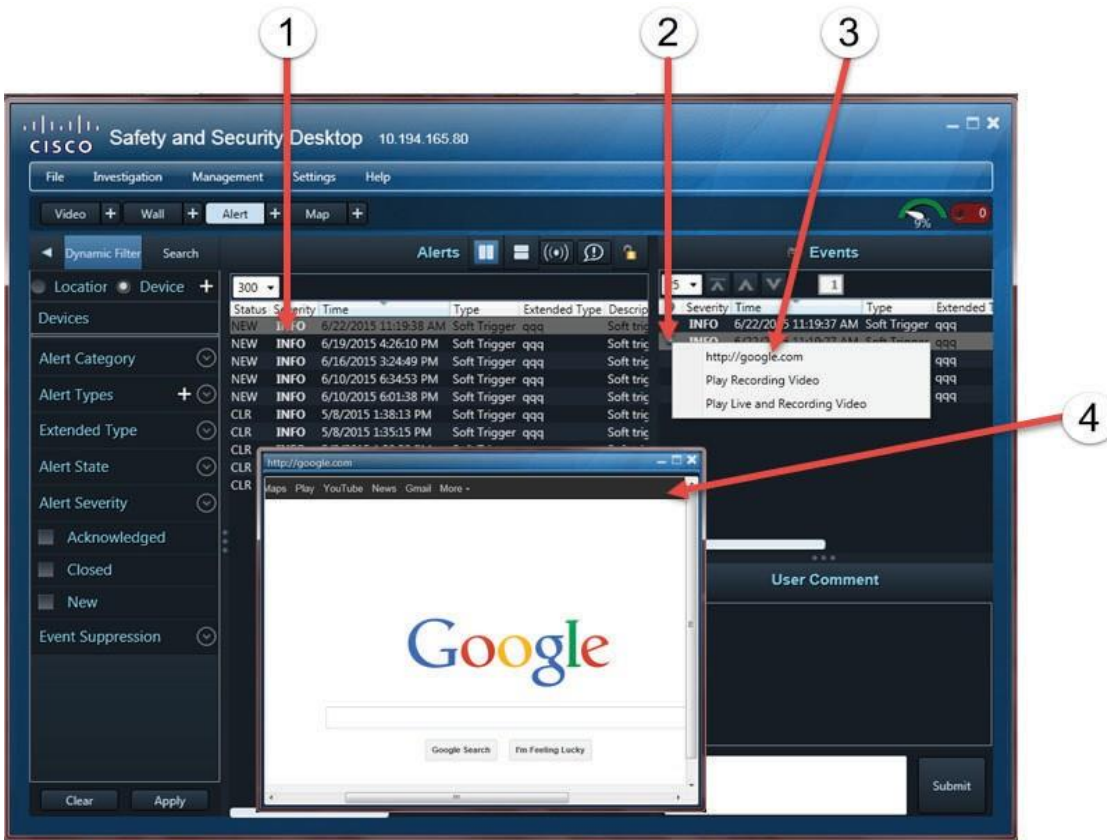 1
2
3
CISCO Safety and Security Desktop 10.194.165.80
File Investigation Management Settings Help
Video + Wall + Alert + Map +
9%
0
Dynamic Filter Search
Alerts
Events
Locatior Device +
300
1
Status Severity Time Type Extended Type Descrip
NEW INFO 6/22/2015 11:19:38 AM Soft Trigger qqq Soft trig
NEW INFO 6/19/2015 4:26:10 PM Soft Trigger qqq Soft trig
NEW INFO 6/16/2015 3:24:49 PM Soft Trigger qqq Soft trig
NEW INFO 6/10/2015 6:34:53 PM Soft Trigger qqq Soft trig
NEW INFO 6/10/2015 6:01:38 PM Soft Trigger qqq Soft trig
CLR INFO 5/8/2015 1:38:13 PM Soft Trigger qqq Soft trig
CLR INFO 5/8/2015 1:35:15 PM Soft Trigger qqq Soft trig
CLR
CLR
CLR
Severity Time Type Extended T
INFO 6/22/2015 11:19:37 AM Soft Trigger qqq
INFO
qqq
qqq
qqq
http://google.com
Play Recording Video
Play Live and Recording Video
4
Devices
Alert Category
Alert Types +
Extended Type
Alert State
Alert Severity
Acknowledged
Closed
New
Event Suppression
Clear Apply
http://google.com
Maps Play YouTube News Gmail More
Google
Google Search I'm Feeling Lucky
User Comment
Submit